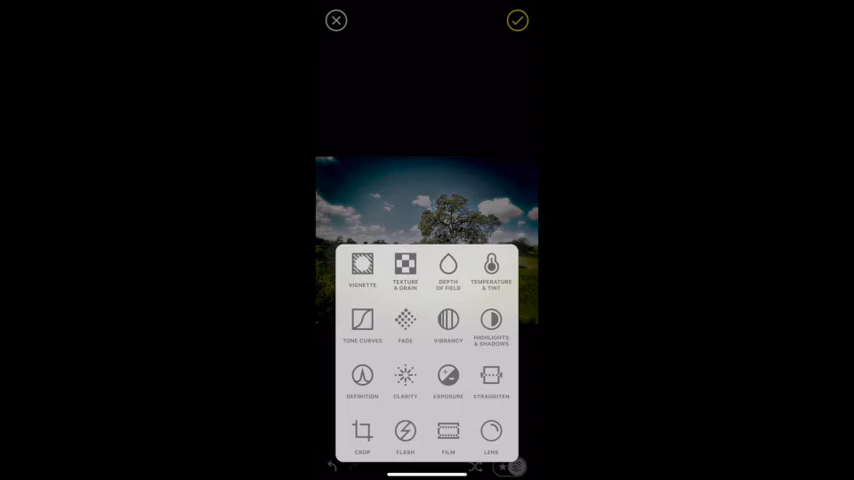 VIGNETTE
TEXTURE
& GRAIN
DEPTH
OF FIELD
TEMPERATURE
& TINT
TONE CURVES
FADE
VIBRANCY
HIGHLIGHTS
& SHADOWS
DEFINITION
CLARITY
EXPOSURE
STRAIGHTEN
CROP
FLASH
FILM
LENS